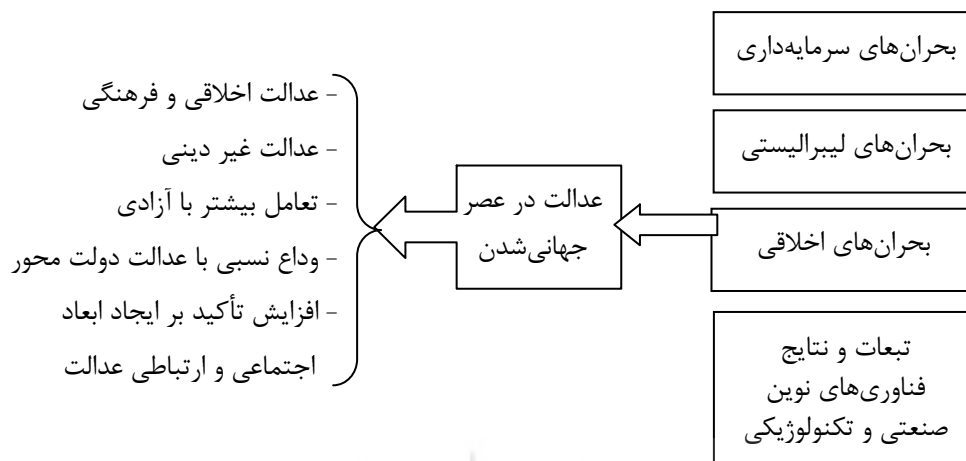 بحران‌های سرمایه‌داری
بحران‌های لیبرالیستی
بحران‌های اخلاقی
تبعات و نتایج
فناوری‌های نوین
صنعتی و تکنولوژیکی
عدالت در عصر
جهانی‌شدن
- عدالت اخلاقی و فرهنگی
- عدالت غیر دینی
- تعامل بیشتر با آزادی
- وداع نسبی با عدالت دولت محور
- افزایش تأکید بر ایجاد ابعاد
اجتماعی و ارتباطی عدالت